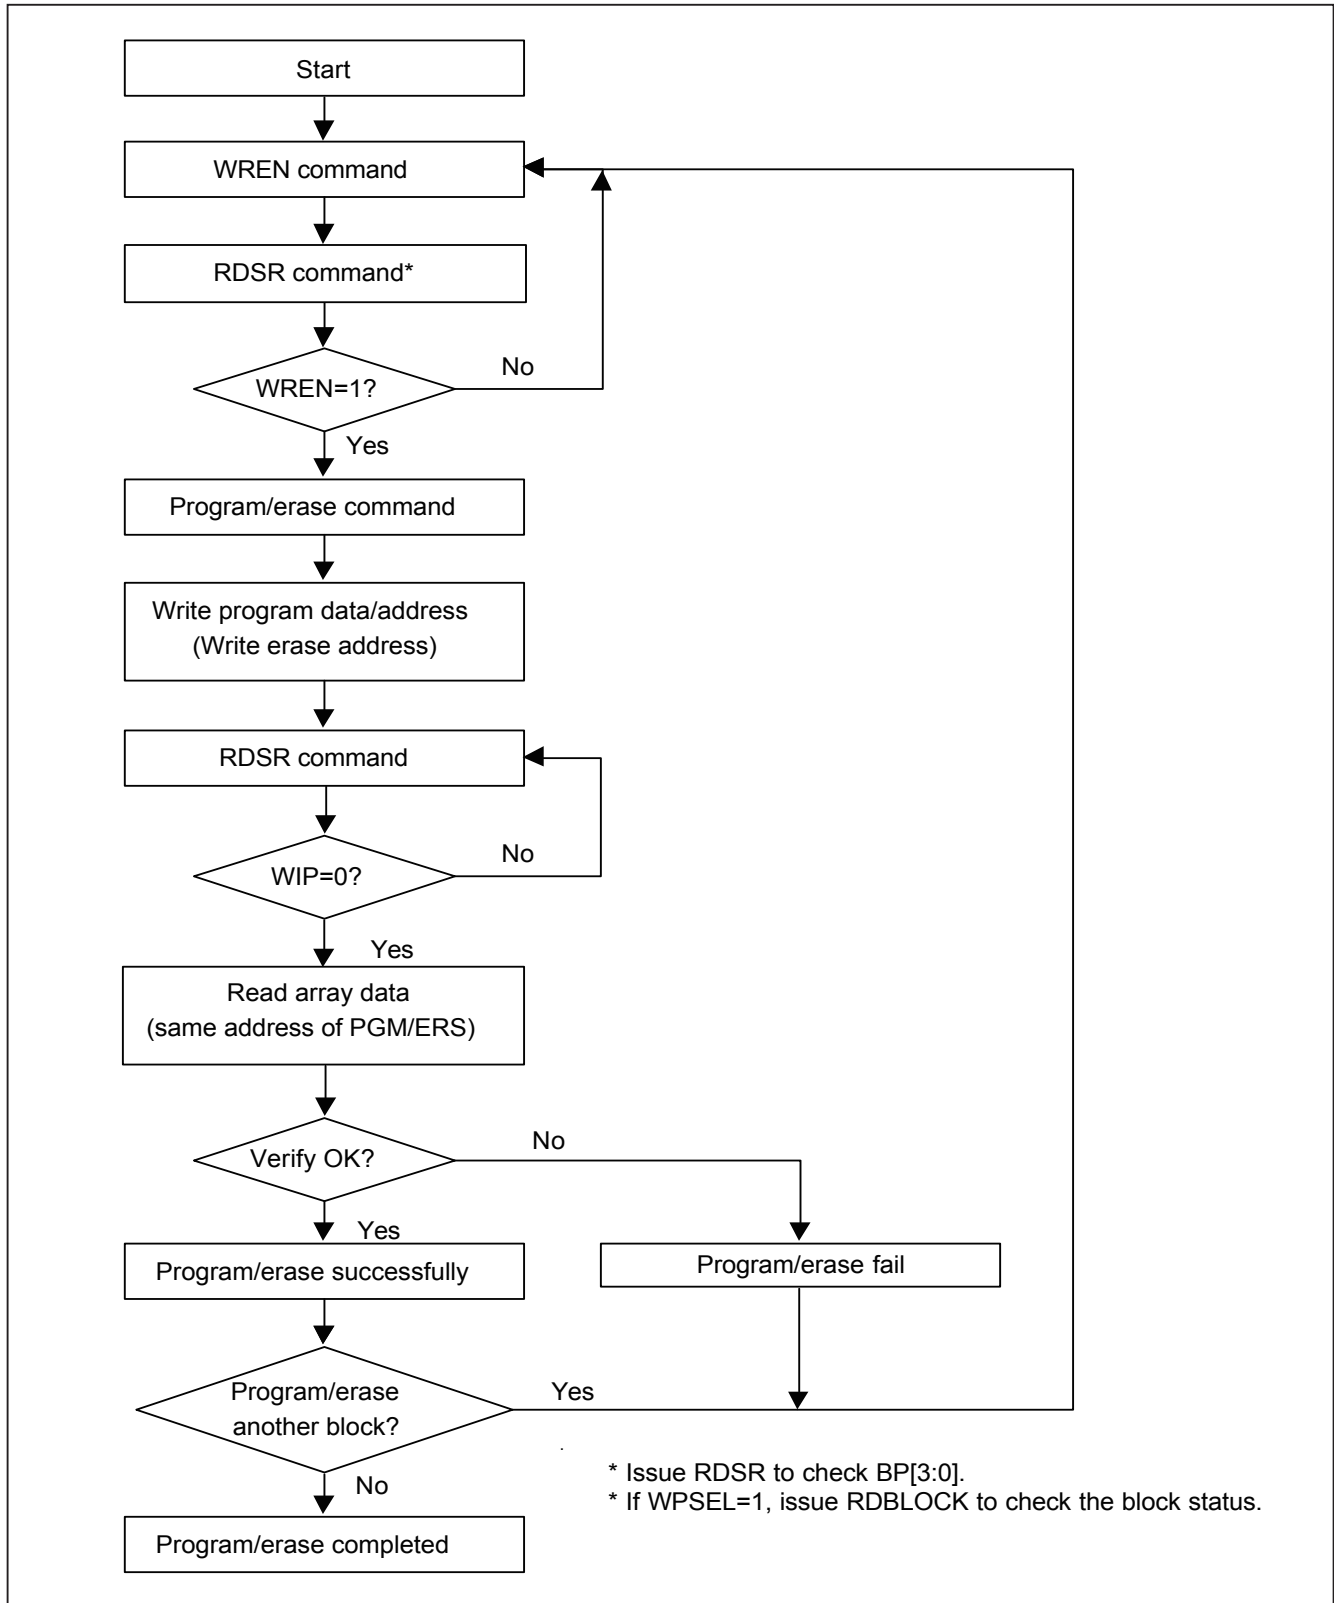 Start
WREN command
RDSR command*
WREN=1?
No
Yes
Program/erase command
Write program data/address
(Write erase address)
RDSR command
WIP=0?
No
Yes
Read array data
(same address of PGM/ERS)
Verify OK?
No
Yes
Program/erase successfully
Program/erase fail
Program/erase
another block?
Yes
No
* Issue RDSR to check BP[3:0].
* If WPSEL=1, issue RDBLOCK to check the block status.
Program/erase completed